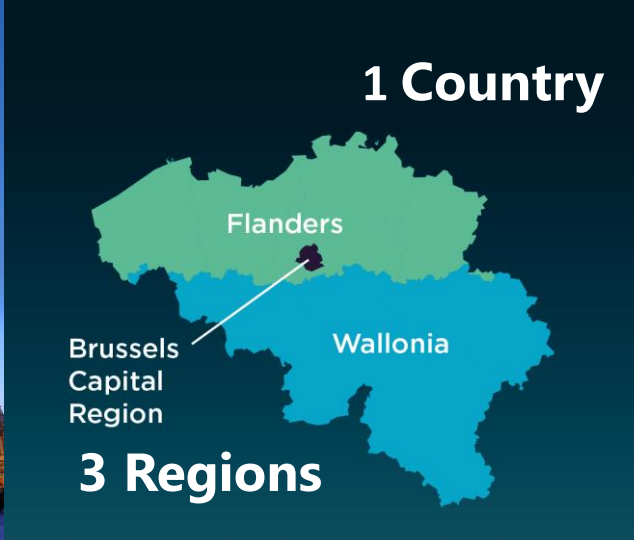 1 Country
Flanders
Wallonia
Brussels
Capital
Region
3 Regions